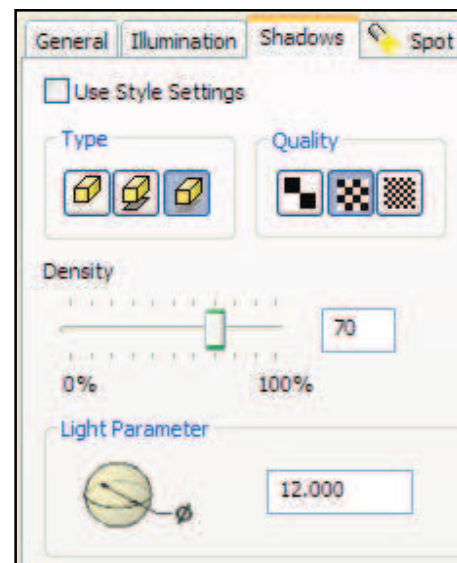 General Illumination Shadows Spot
Use Style Settings
Type Quality
Density
70
0% 100%
Light Parameter
ø 12.000